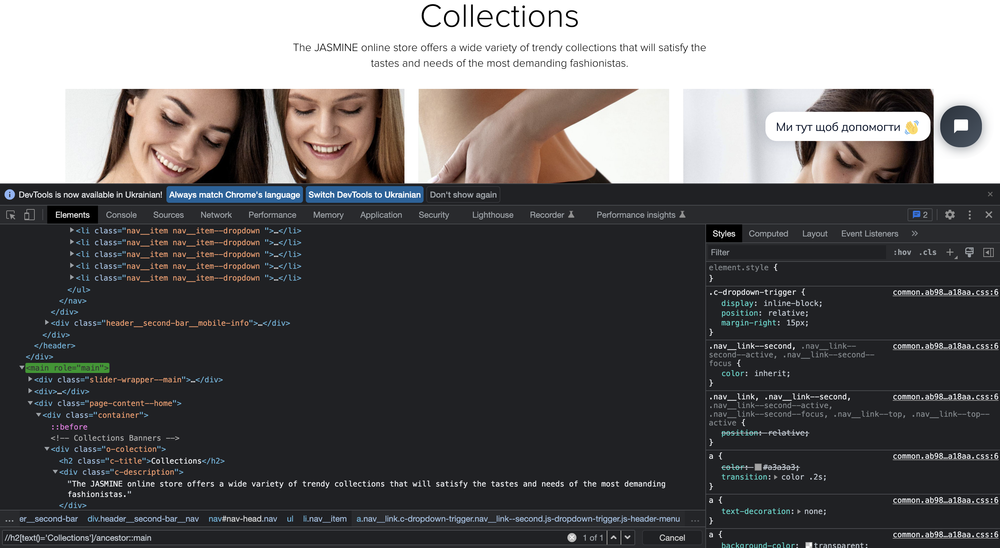 Collections
The JASMINE online store offers a wide variety of trendy collections that will satisfy the
tastes and needs of the most demanding fashionistas.
Ми тут щоб допомогти 👋
DevTools is now available in Ukrainian! Always match Chrome's language Switch DevTools to Ukrainian Don't show again
Elements Console Sources Network Performance Memory Application Security Lighthouse Recorder Performance insights 2
<li class="nav__item nav__item--dropdown ">…</li>
<li class="nav__item nav__item--dropdown ">…</li>
<li class="nav__item nav__item--dropdown ">…</li>
<li class="nav__item nav__item--dropdown ">…</li>
<li class="nav__item nav__item--dropdown ">…</li>
</ul>
</nav>
</div>
<div class="header__second-bar__mobile-info">…</div>
</div>
</header>
</div>
<main role="main">
<div class="slider-wrapper--main">…</div>
<div>…</div>
<div class="page-content--home">
<div class="container">
::before
<!-- Collections Banners -->
<div class="o-colection">
<h2 class="c-title">Collections</h2>
<div class="c-description">
"The JASMINE online store offers a wide variety of trendy collections that will satisfy the tastes and needs of the most demanding
fashionistas."
</div>
... er__second-bar div.header__second-bar__nav nav#nav-head.nav ul li.nav__item a.nav__link.c-dropdown-trigger.nav__link--second.js-dropdown-trigger.js-header-menu ...
//h2[text()='Collections']/ancestor::main 1 of 1 Cancel
Styles Computed Layout Event Listeners »
Filter :hov .cls +
element.style {
}
.c-dropdown-trigger { common.ab98…a18aa.css:6
display: inline-block;
position: relative;
margin-right: 15px;
}
.nav__link--second, .nav__link-- common.ab98…a18aa.css:6
second--active, .nav__link--second--
focus {
color: inherit;
}
.nav__link, .nav__link--second, common.ab98…a18aa.css:6
.nav__link--second--active,
.nav__link--second--focus, .nav__link--top, .nav__link--top--
active {
position: relative;
}
a { common.ab98…a18aa.css:6
color: #a3a3a3;
transition: color .2s;
}
a { common.ab98…a18aa.css:6
text-decoration: none;
}
a { common.ab98…a18aa.css:6
background-color: transparent;